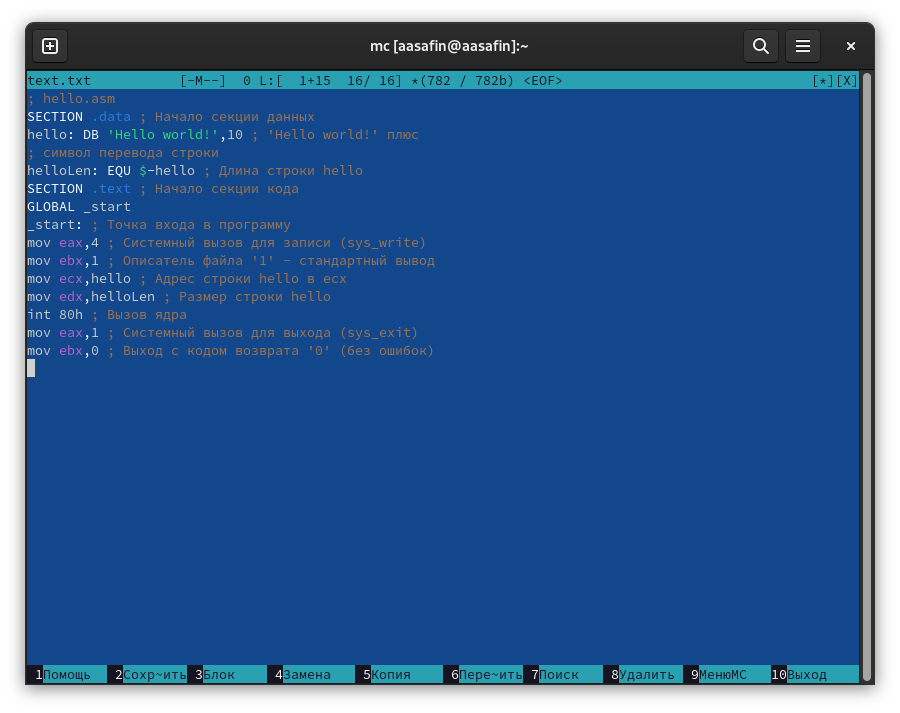 mc [aasafin@aasafin]:~
text.txt [-M--] 0 L:[ 1+15 16/ 16] *(782 / 782b) <EOF> [*][X]
; hello.asm
SECTION .data ; Начало секции данных
hello: DB 'Hello world!',10 ; 'Hello world!' плюс
; символ перевода строки
helloLen: EQU $-hello ; Длина строки hello
SECTION .text ; Начало секции кода
GLOBAL _start
_start: ; Точка входа в программу
mov eax,4 ; Системный вызов для записи (sys_write)
mov ebx,1 ; Описатель файла '1' - стандартный вывод
mov ecx,hello ; Адрес строки hello в ecx
mov edx,helloLen ; Размер строки hello
int 80h ; Вызов ядра
mov eax,1 ; Системный вызов для выхода (sys_exit)
mov ebx,0 ; Выход с кодом возврата '0' (без ошибок)
1Помощь 2Сохр~ить 3Блок 4Замена 5Копия 6Пере~ить 7Поиск 8Удалить 9МенюMC 10Выход